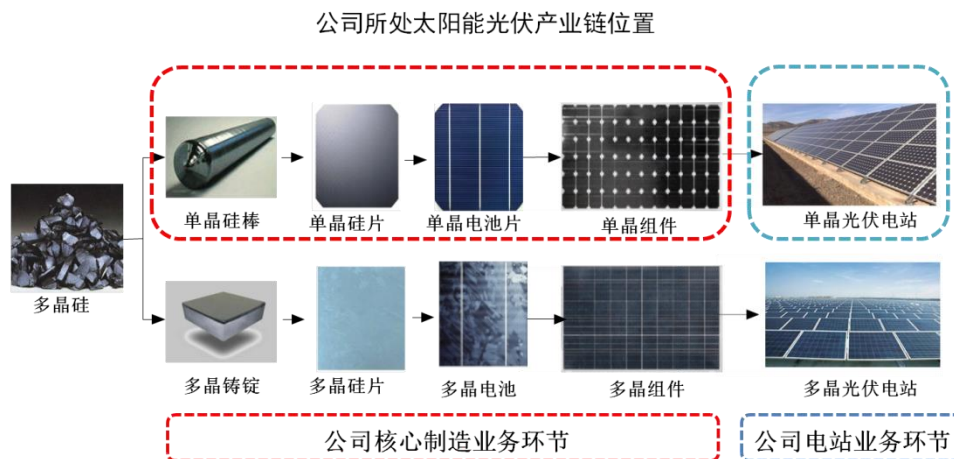 公司所处太阳能光伏产业链位置
单晶硅棒
单晶硅片
单晶电池片
单晶组件
单晶光伏电站
多晶硅
多晶铸锭
多晶硅片
多晶电池
多晶组件
多晶光伏电站
公司核心制造业务环节
公司电站业务环节